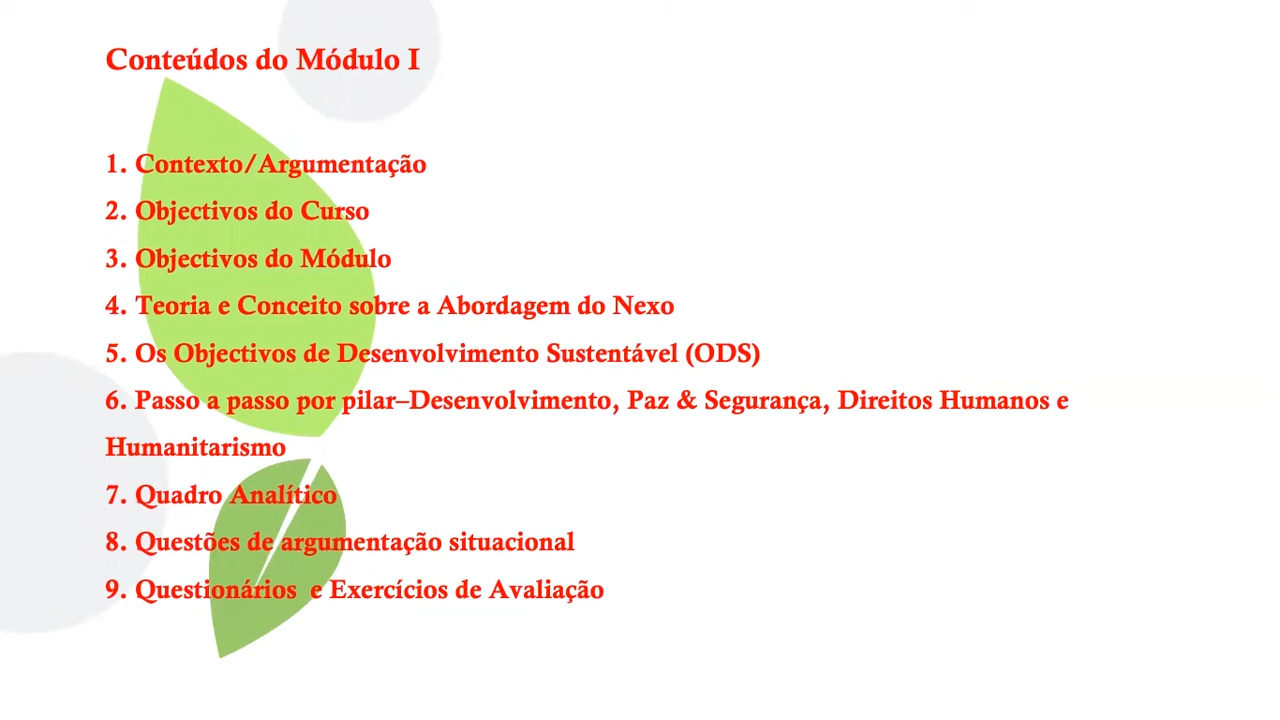 Conteúdos do Módulo I
1. Contexto/Argumentação
2. Objectivos do Curso
3. Objectivos do Módulo
4. Teoria e Conceito sobre a Abordagem do Nexo
5. Os Objectivos de Desenvolvimento Sustentável (ODS)
6. Passo a passo por pilar–Desenvolvimento, Paz & Segurança, Direitos Humanos e
Humanitarismo
7. Quadro Analítico
8. Questões de argumentação situacional
9. Questionários  e Exercícios de Avaliação